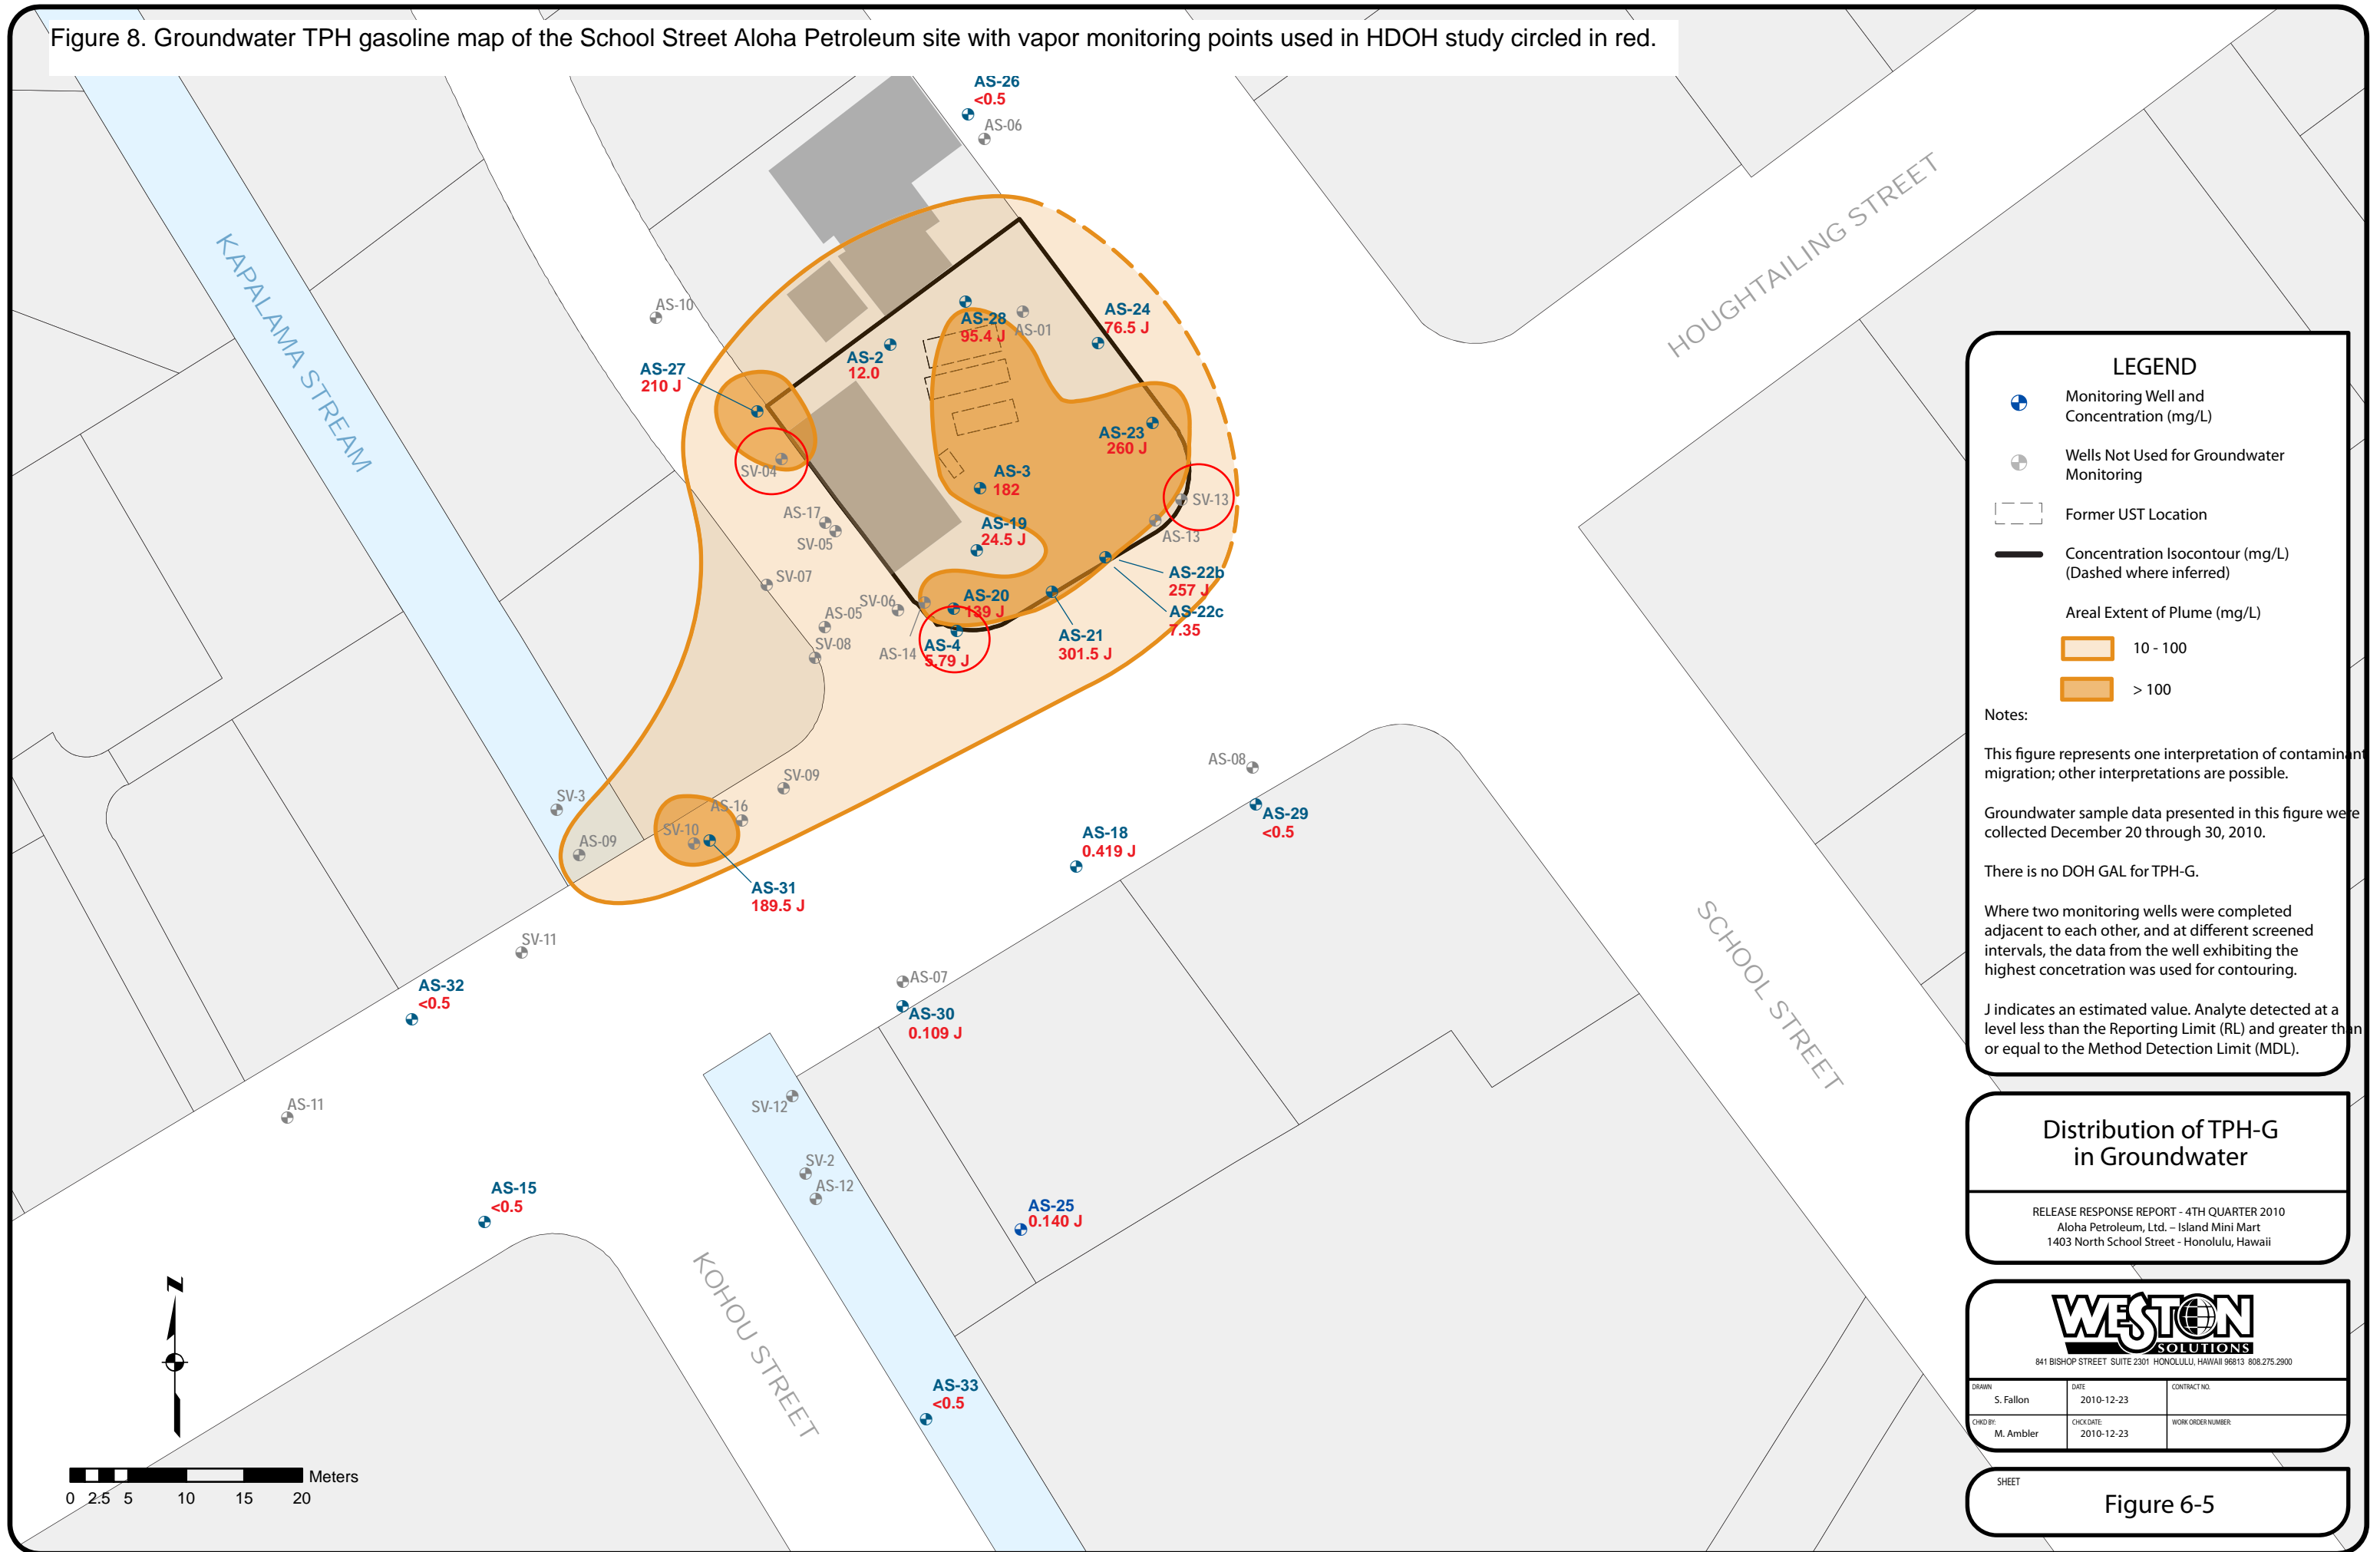 Figure 8. Groundwater TPH gasoline map of the School Street Aloha Petroleum site with vapor monitoring points used in HDOH study circled in red.
AS-26
<0.5
AS-06
KAPALAMA STREAM
HOUGHTAILING STREET
AS-10
AS-28
95.4 J
AS-01
AS-24
76.5 J
AS-2
12.0
AS-27
210 J
SV-04
AS-23
260 J
AS-3
182
SV-13
AS-17
SV-05
AS-19
24.5 J
AS-13
SV-07
AS-22b
257 J
AS-22c
7.35
SV-06
AS-05
AS-20
139 J
SV-08
AS-14
AS-4
5.79 J
AS-21
301.5 J
SV-09
SV-3
AS-16
SV-10
AS-09
AS-31
189.5 J
AS-08
AS-29
<0.5
AS-18
0.419 J
SV-11
AS-32
<0.5
AS-07
AS-30
0.109 J
SCHOOL STREET
AS-11
SV-12
SV-2
AS-12
AS-15
<0.5
AS-25
0.140 J
KOHOU STREET
AS-33
<0.5
N
Meters
0 2.5 5 10 15 20
LEGEND
Monitoring Well and
Concentration (mg/L)
Wells Not Used for Groundwater
Monitoring
Former UST Location
Concentration Isocontour (mg/L)
(Dashed where inferred)
Areal Extent of Plume (mg/L)
10 - 100
> 100
Notes:
This figure represents one interpretation of contaminant
migration; other interpretations are possible.
Groundwater sample data presented in this figure were
collected December 20 through 30, 2010.
There is no DOH GAL for TPH-G.
Where two monitoring wells were completed
adjacent to each other, and at different screened
intervals, the data from the well exhibiting the
highest concetration was used for contouring.
J indicates an estimated value. Analyte detected at a
level less than the Reporting Limit (RL) and greater than
or equal to the Method Detection Limit (MDL).
Distribution of TPH-G
in Groundwater
RELEASE RESPONSE REPORT - 4TH QUARTER 2010
Aloha Petroleum, Ltd. – Island Mini Mart
1403 North School Street - Honolulu, Hawaii
WESTON
SOLUTIONS
841 BISHOP STREET SUITE 2301 HONOLULU, HAWAII 96813 808.275.2900
DRAWN
S. Fallon
DATE
2010-12-23
CONTRACT NO.
CHKD BY:
M. Ambler
CHCK DATE:
2010-12-23
WORK ORDER NUMBER:
SHEET
Figure 6-5